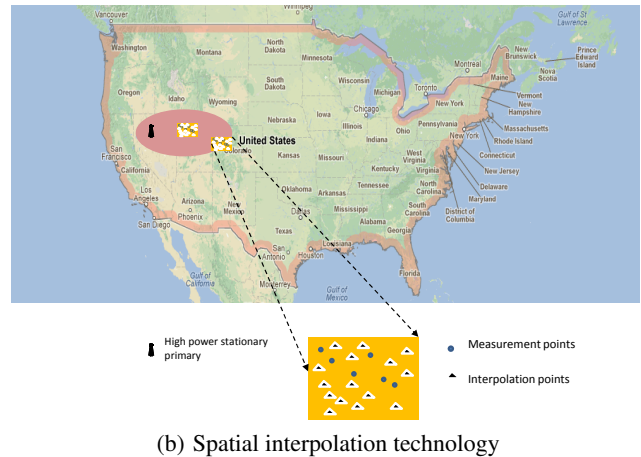 Vancouver
Winnipeg
Gulf of St Lawrence
Washington
Montana
North Dakota
Minnesota
Montreal
New Brunswick
Prince Edward Island
Nova Scotia
Maine
Oregon
Idaho
Wyoming
South Dakota
Wisconsin
Michigan
Toronto
New York
Vermont
New Hampshire
Massachusetts
Rhode Island
Connecticut
New Jersey
Delaware
Maryland
District of Columbia
Nebraska
Iowa
Chicago
Illinois
Indiana
Ohio
Pennsylvania
New York
United States
Colorado
Kansas
Missouri
West Virginia
Virginia
Kentucky
San Francisco
California
Los Angeles
San Diego
Arizona
Phoenix
New Mexico
Oklahoma
Arkansas
Tennessee
North Carolina
South Carolina
Mississippi
Alabama
Georgia
Dallas
Texas
San Antonio
Houston
Louisiana
Florida
Gulf of California
Monterrey
Gulf of Mexico
High power stationary
primary
Measurement points
Interpolation points
(b) Spatial interpolation technology